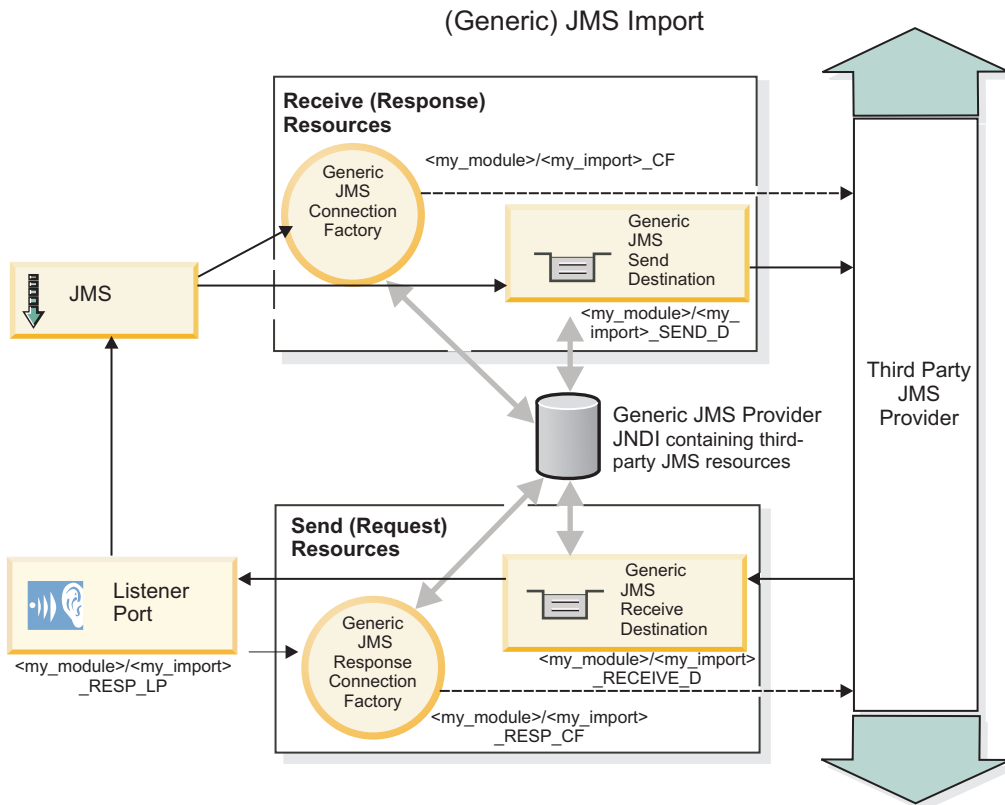 (Generic) JMS Import
Receive (Response)
Resources
Generic
JMS
Connection
Factory
<my_module>/<my_import>_CF
Generic
JMS
Send
Destination
<my_module>/<my_
import>_SEND_D
JMS
Third Party
JMS
Provider
Generic JMS Provider
JNDI containing third-
party JMS resources
Send (Request)
Resources
Listener
Port
<my_module>/<my_import>
_RESP_LP
Generic
JMS
Receive
Destination
<my_module>/<my_import>
_RECEIVE_D
Generic
JMS
Response
Connection
Factory
<my_module>/<my_import>
_RESP_CF